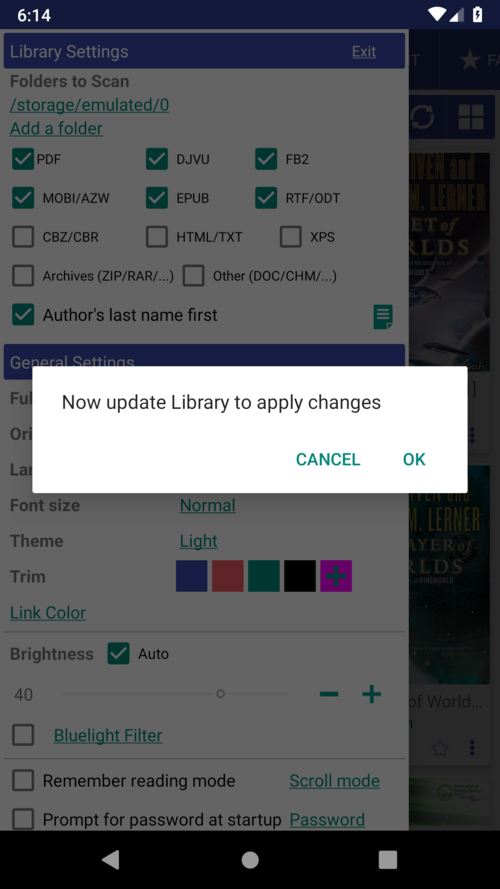 6:14
Library Settings
Exit
Folders to Scan
/storage/emulated/0
Add a folder
PDF
DJVU
FB2
MOBI/AZW
EPUB
RTF/ODT
CBZ/CBR
HTML/TXT
XPS
Archives (ZIP/RAR/...)
Other (DOC/CHM/...)
Author's last name first
General Settings
Now update Library to apply changes
CANCEL
OK
Font size
Normal
Theme
Light
Trim
Link Color
Brightness
Auto
40
Bluelight Filter
Remember reading mode
Scroll mode
Prompt for password at startup
Password
M. LERNER
of
M. LERNER
of
of World...